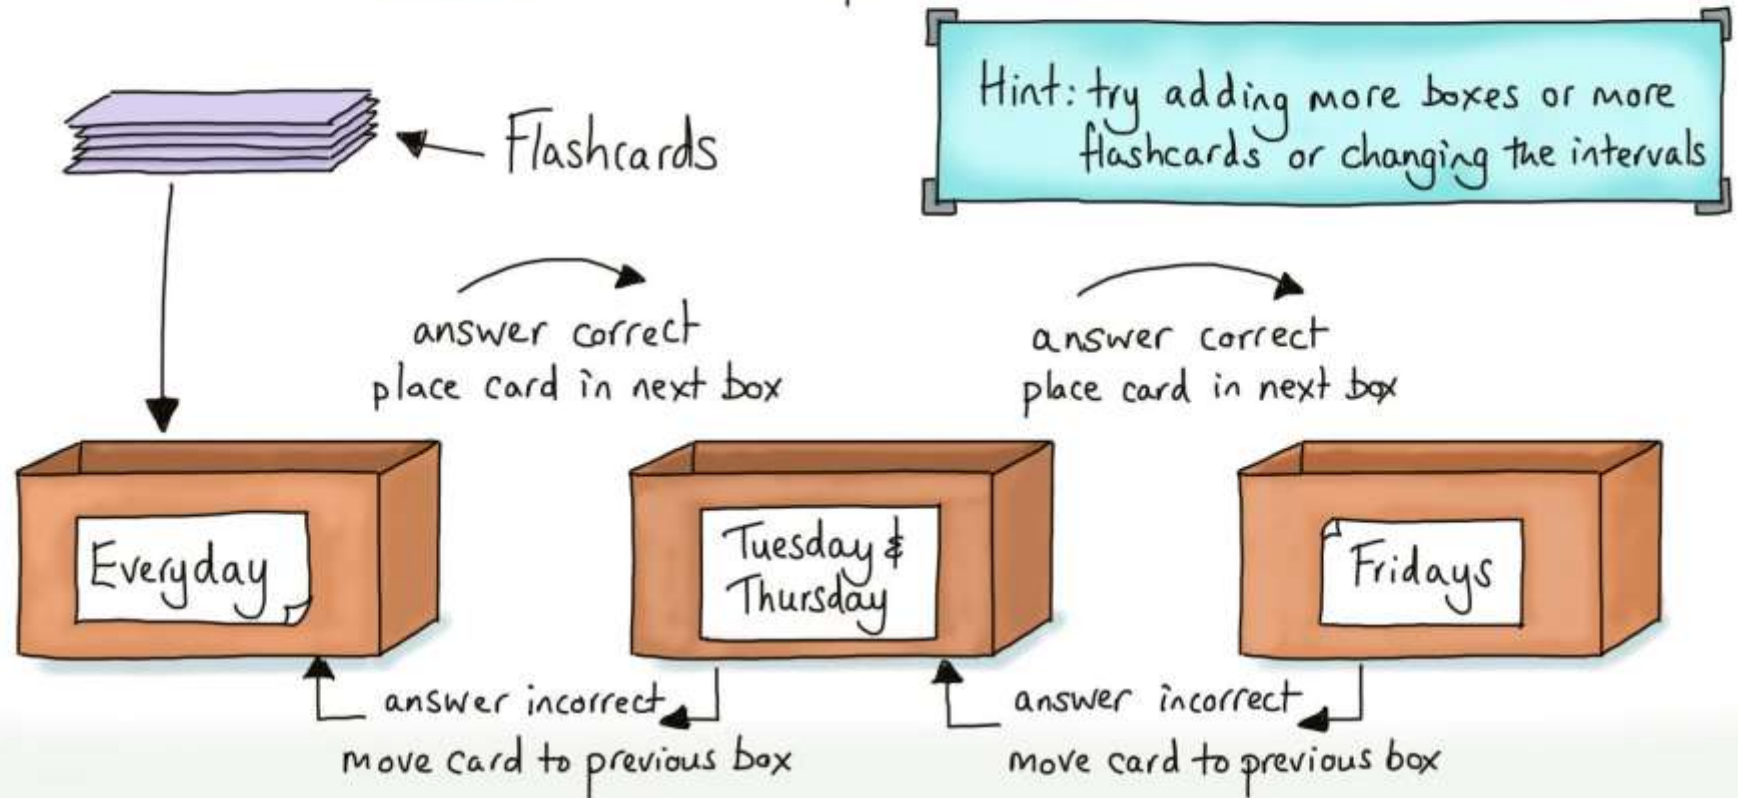 Hint: try adding more boxes or more
flashcards or changing the intervals
Flashcards
answer correct
place card in next box
answer correct
place card in next box
Everyday
Tuesday &
Thursday
Fridays
answer incorrect
move card to previous box
answer incorrect
move card to previous box